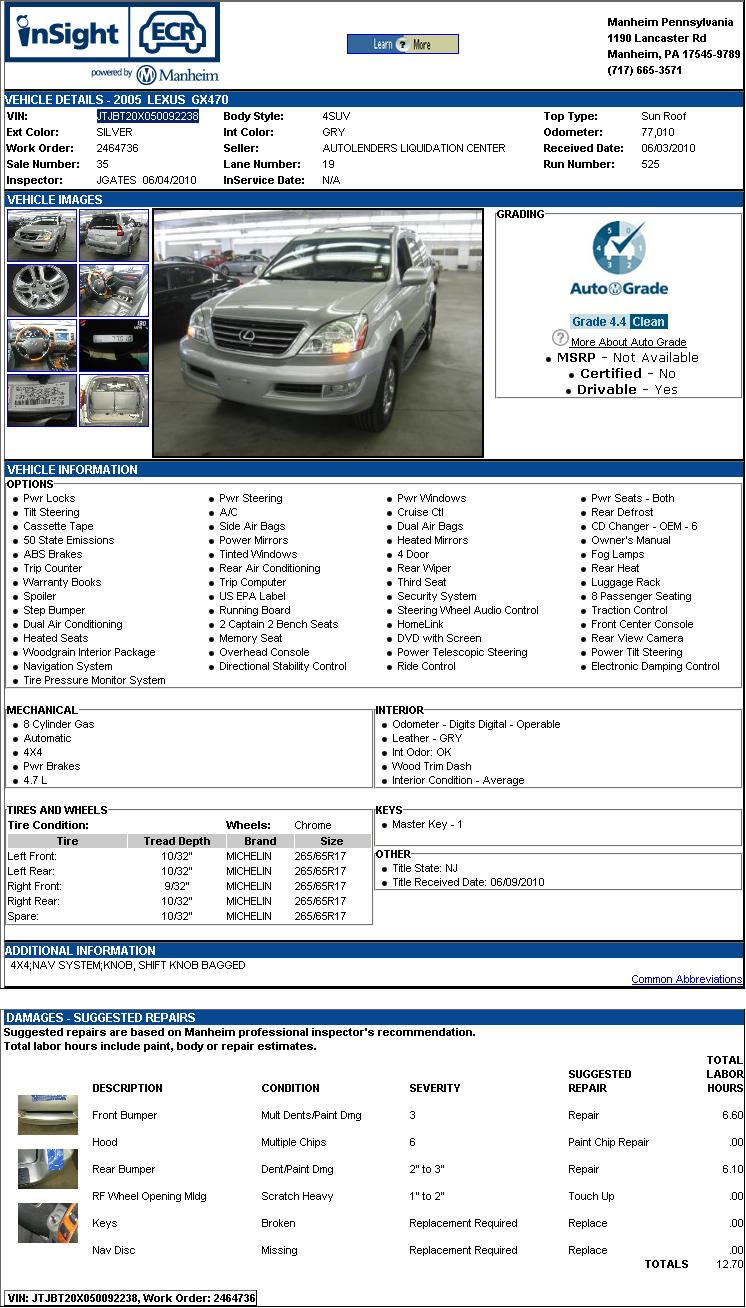 inSight ECR
powered by Manheim
Learn ? More
Manheim Pennsylvania
1190 Lancaster Rd
Manheim, PA 17545-9789
(717) 665-3571
VEHICLE DETAILS - 2005 LEXUS GX470
VIN: JTJBT20X050092238 Body Style: 4SUV Top Type: Sun Roof
Ext Color: SILVER Int Color: GRY Odometer: 77,010
Work Order: 2464736 Seller: AUTOLENDERS LIQUIDATION CENTER Received Date: 06/03/2010
Sale Number: 35 Lane Number: 19 Run Number: 525
Inspector: JGATES 06/04/2010 InService Date: N/A
VEHICLE IMAGES
GRADING
5 0 4 1 3 2
AutoGrade
Grade 4.4 Clean
? More About Auto Grade
• MSRP - Not Available
• Certified - No
• Drivable - Yes
VEHICLE INFORMATION
OPTIONS
• Pwr Locks • Pwr Steering • Pwr Windows • Pwr Seats - Both
• Tilt Steering • A/C • Cruise Ctl • Rear Defrost
• Cassette Tape • Side Air Bags • Dual Air Bags • CD Changer - OEM - 6
• 50 State Emissions • Power Mirrors • Heated Mirrors • Owner's Manual
• ABS Brakes • Tinted Windows • 4 Door • Fog Lamps
• Trip Counter • Rear Air Conditioning • Rear Wiper • Rear Heat
• Warranty Books • Trip Computer • Third Seat • Luggage Rack
• Spoiler • US EPA Label • Security System • 8 Passenger Seating
• Step Bumper • Running Board • Steering Wheel Audio Control • Traction Control
• Dual Air Conditioning • 2 Captain 2 Bench Seats • HomeLink • Front Center Console
• Heated Seats • Memory Seat • DVD with Screen • Rear View Camera
• Woodgrain Interior Package • Overhead Console • Power Telescopic Steering • Power Tilt Steering
• Navigation System • Directional Stability Control • Ride Control • Electronic Damping Control
• Tire Pressure Monitor System
MECHANICAL
• 8 Cylinder Gas
• Automatic
• 4X4
• Pwr Brakes
• 4.7 L
INTERIOR
• Odometer - Digits Digital - Operable
• Leather - GRY
• Int Odor: OK
• Wood Trim Dash
• Interior Condition - Average
TIRES AND WHEELS
Tire Condition: Wheels: Chrome
Tire Tread Depth Brand Size
Left Front: 10/32" MICHELIN 265/65R17
Left Rear: 10/32" MICHELIN 265/65R17
Right Front: 9/32" MICHELIN 265/65R17
Right Rear: 10/32" MICHELIN 265/65R17
Spare: 10/32" MICHELIN 265/65R17
KEYS
• Master Key - 1
OTHER
• Title State: NJ
• Title Received Date: 06/09/2010
ADDITIONAL INFORMATION
4X4;NAV SYSTEM;KNOB, SHIFT KNOB BAGGED
Common Abbreviations
DAMAGES - SUGGESTED REPAIRS
Suggested repairs are based on Manheim professional inspector's recommendation.
Total labor hours include paint, body or repair estimates.
DESCRIPTION CONDITION SEVERITY SUGGESTED REPAIR TOTAL LABOR HOURS
Front Bumper Mult Dents/Paint Dmg 3 Repair 6.60
Hood Multiple Chips 6 Paint Chip Repair .00
Rear Bumper Dent/Paint Dmg 2" to 3" Repair 6.10
RF Wheel Opening Mldg Scratch Heavy 1" to 2" Touch Up .00
Keys Broken Replacement Required Replace .00
Nav Disc Missing Replacement Required Replace .00
TOTALS 12.70
VIN: JTJBT20X050092238, Work Order: 2464736